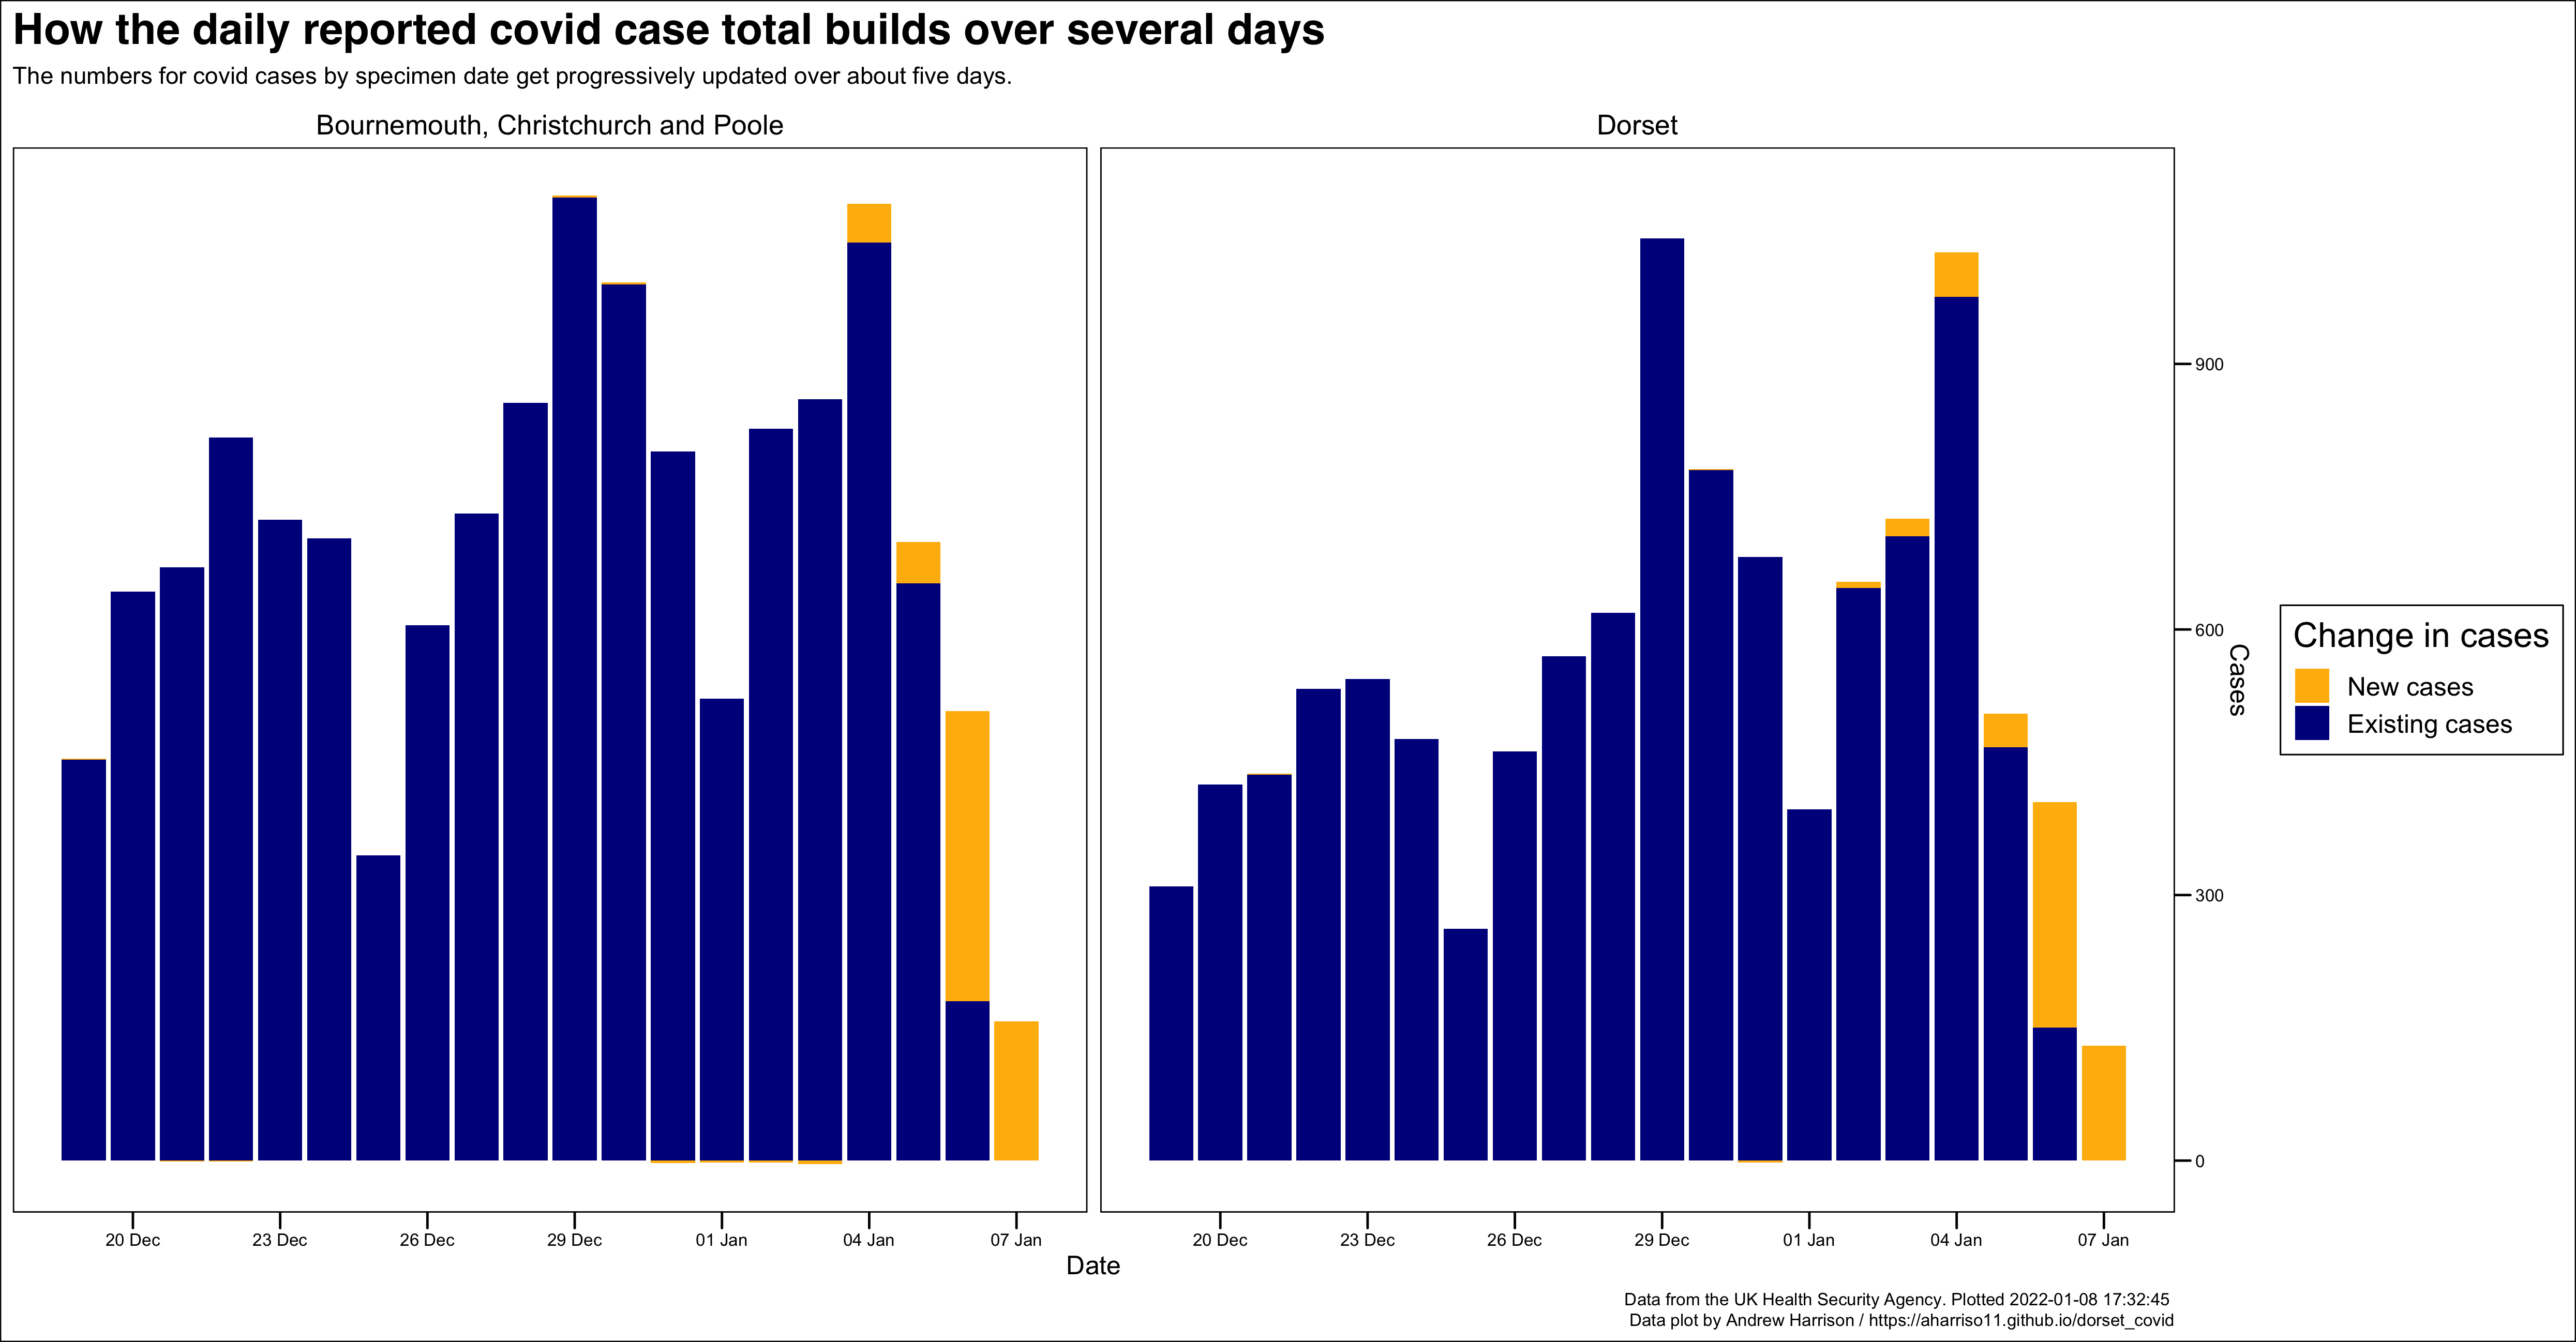 How the daily reported covid case total builds over several days
The numbers for covid cases by specimen date get progressively updated over about five days.
Bournemouth, Christchurch and Poole
Dorset
900
600
300
0
Cases
Change in cases
New cases
Existing cases
20 Dec 23 Dec 26 Dec 29 Dec 01 Jan 04 Jan 07 Jan
20 Dec 23 Dec 26 Dec 29 Dec 01 Jan 04 Jan 07 Jan
Date
Data from the UK Health Security Agency. Plotted 2022-01-08 17:32:45
Data plot by Andrew Harrison / https://aharriso11.github.io/dorset_covid